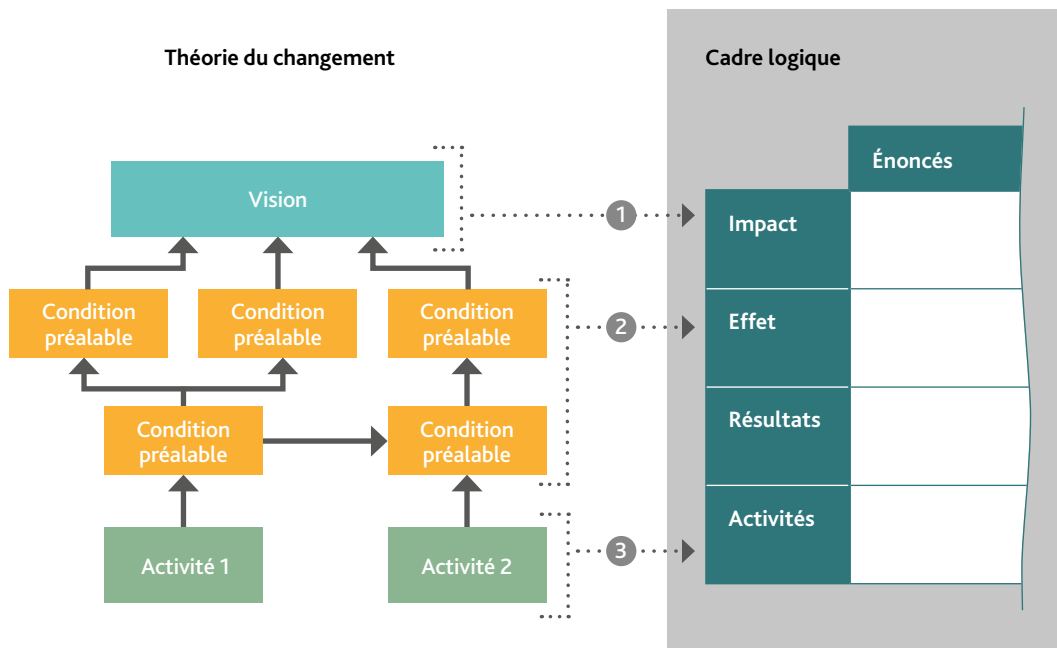 Théorie du changement
Cadre logique
Énoncés
Vision
1
Impact
Condition
préalable
Condition
préalable
Condition
préalable
2
Effet
Condition
préalable
Condition
préalable
Résultats
Activité 1
Activité 2
3
Activités